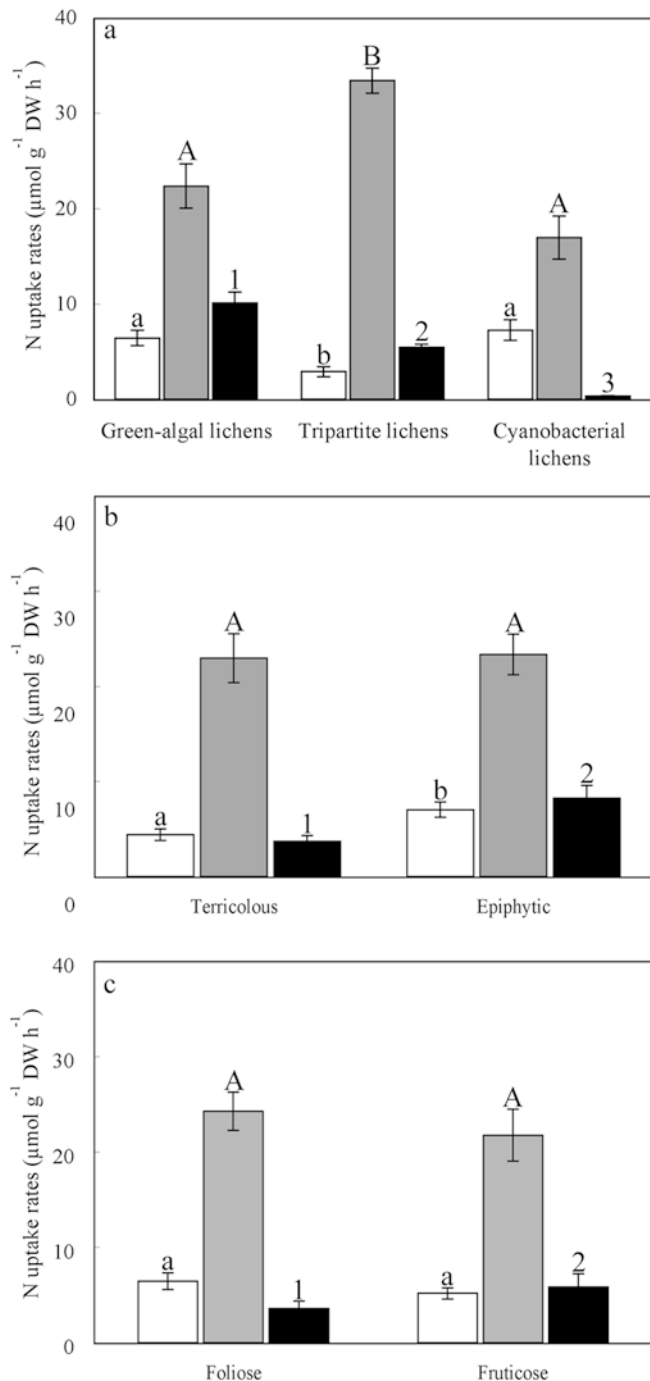 a
N uptake rates (µmol g⁻¹ DW h⁻¹)
40
30
20
10
0
A
B
A
a
1
b
2
a
3
Green-algal lichens
Tripartite lichens
Cyanobacterial
lichens
b
N uptake rates (µmol g⁻¹ DW h⁻¹)
40
30
20
10
0
A
A
a
1
b
2
Terricolous
Epiphytic
c
N uptake rates (µmol g⁻¹ DW h⁻¹)
40
30
20
10
0
A
A
a
1
a
2
Foliose
Fruticose